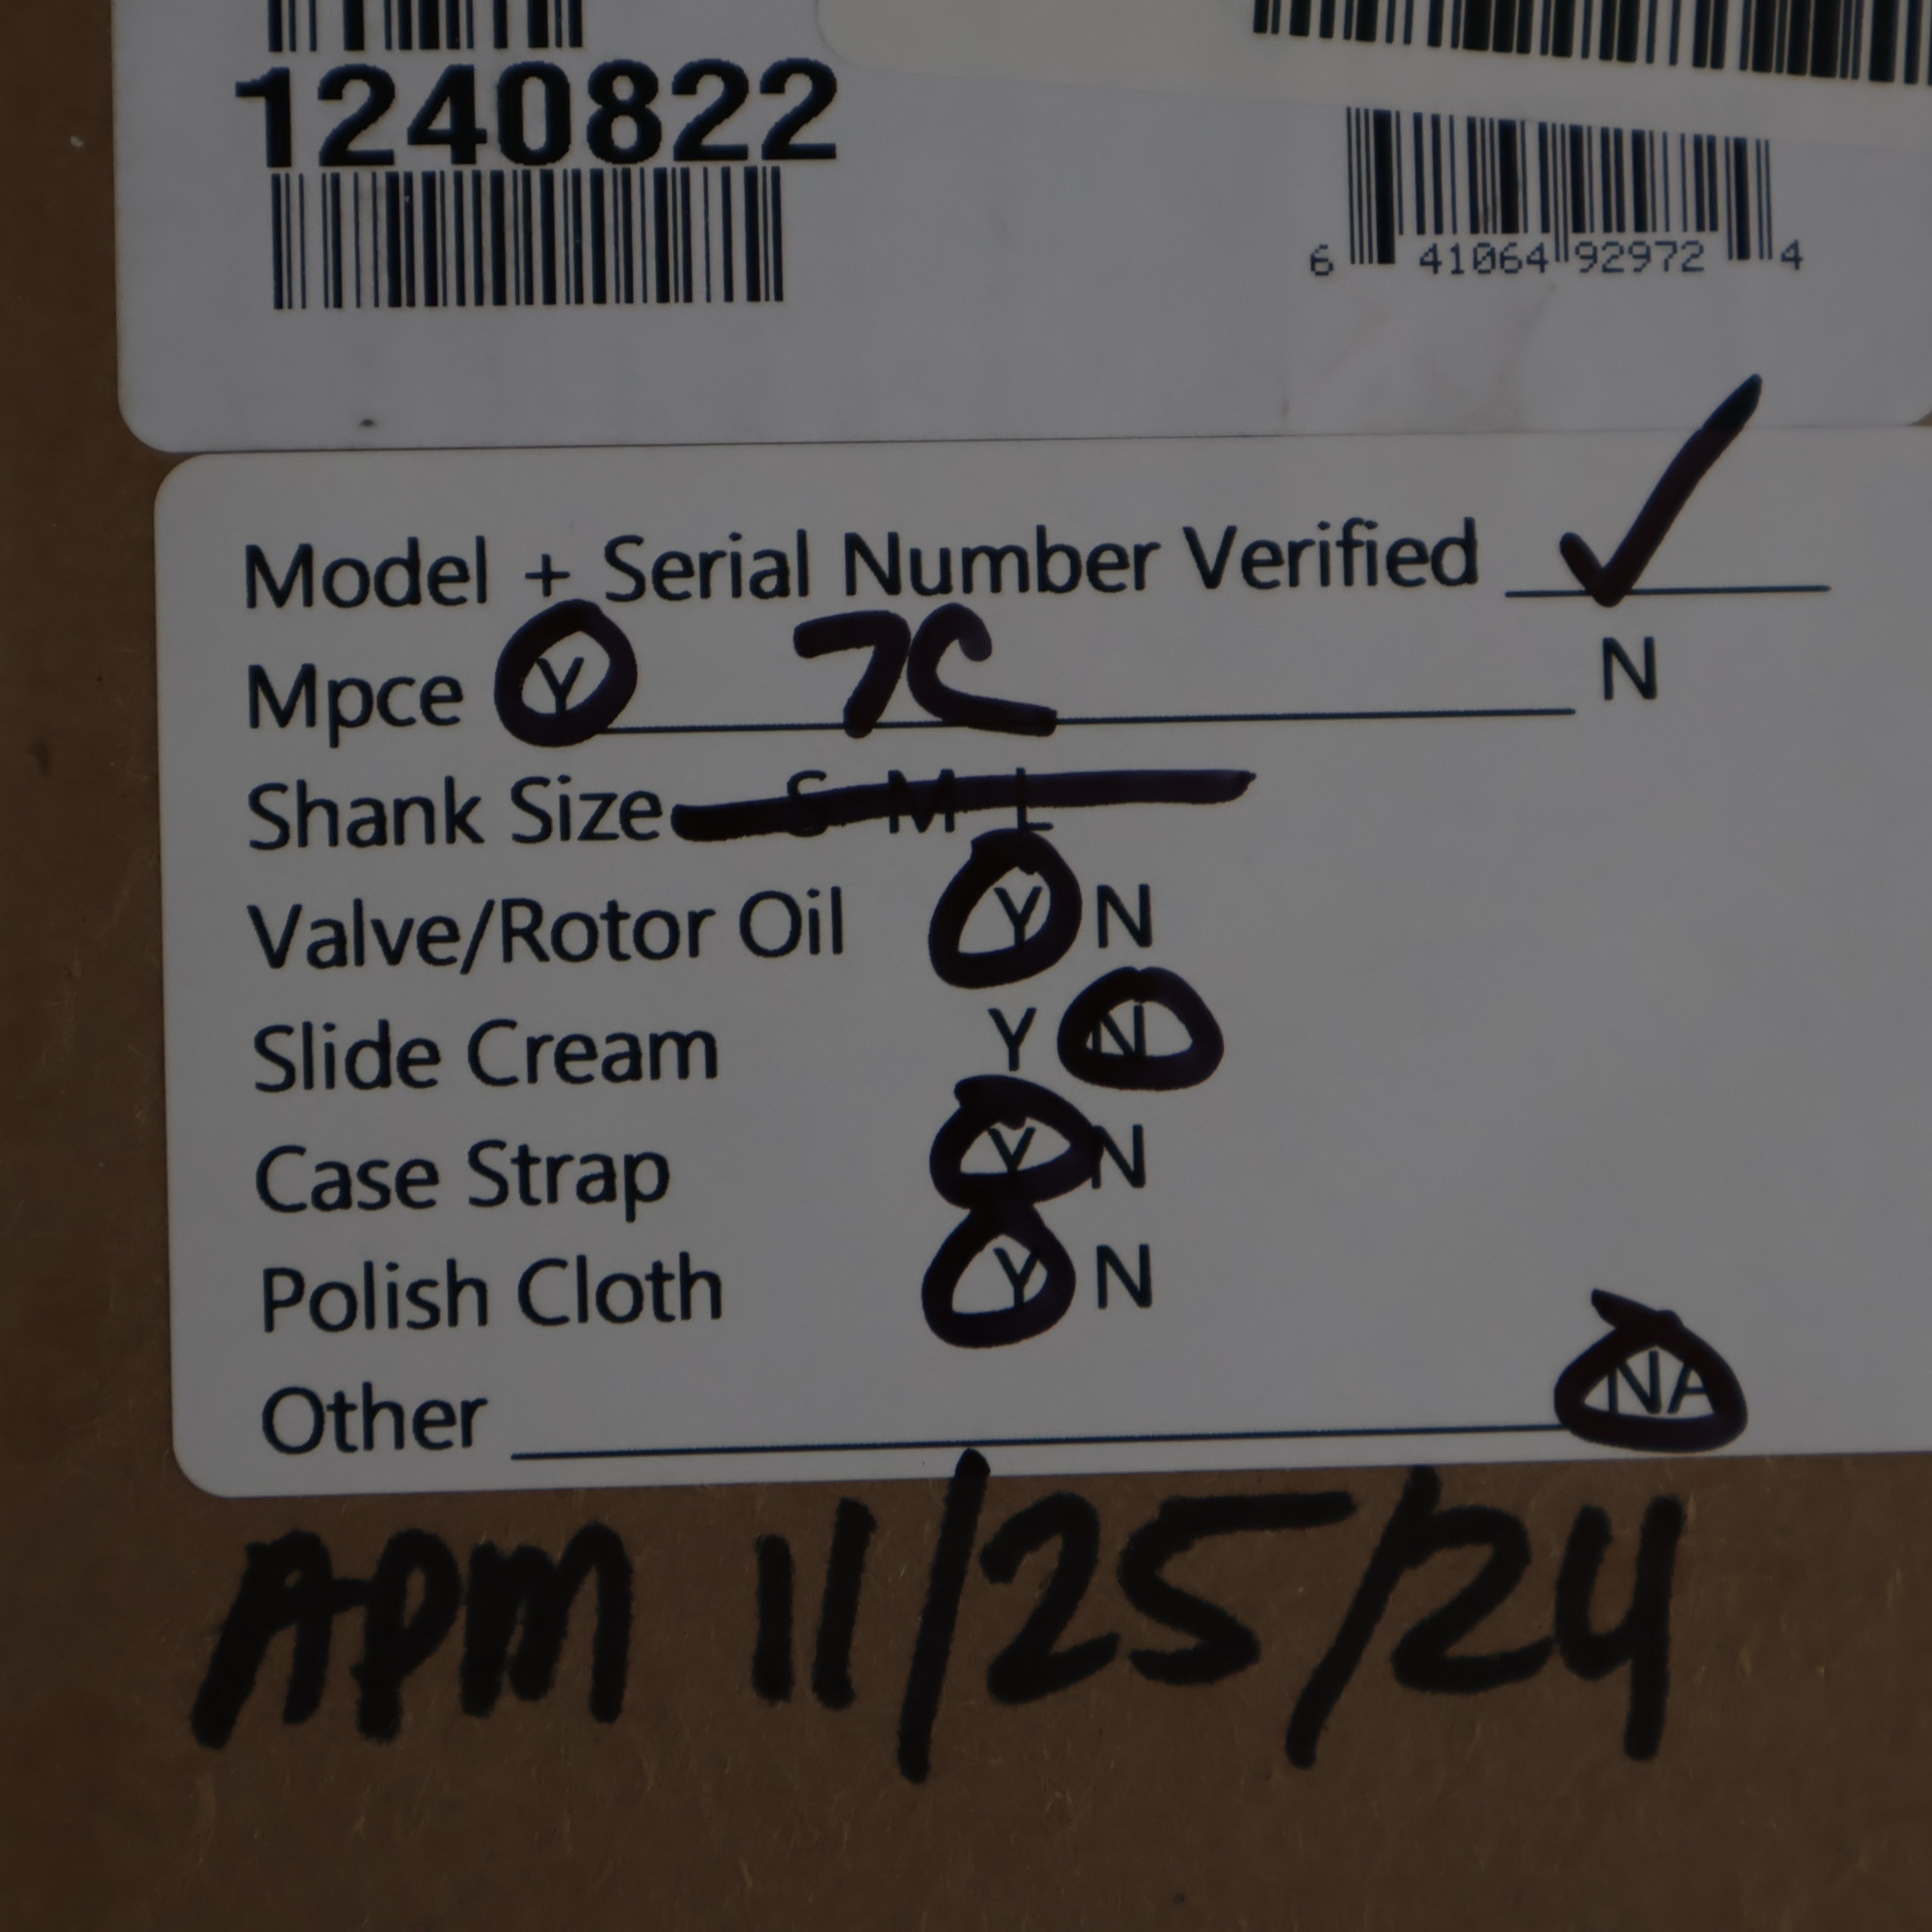 1240822
6 41064 92972 4
Model + Serial Number Verified ✓
Mpce Y 7C N
Shank Size S M L
Valve/Rotor Oil Y N
Slide Cream Y N
Case Strap Y N
Polish Cloth Y N
Other NA
APM 11/25/24